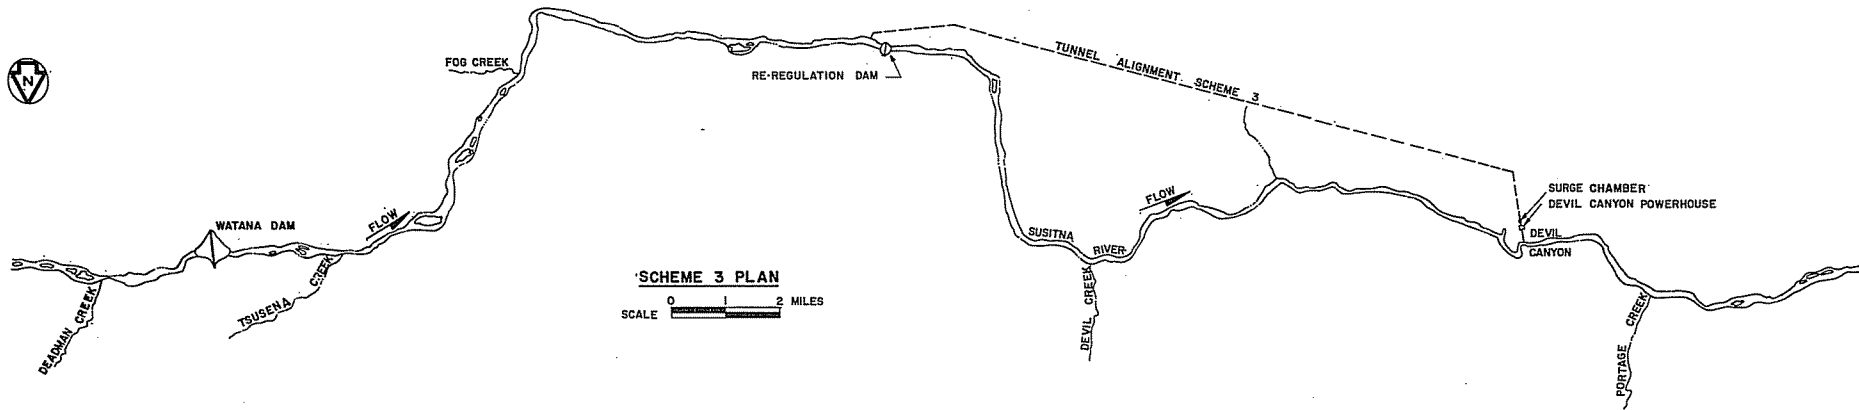 N
FOG CREEK
RE-REGULATION DAM
TUNNEL ALIGNMENT SCHEME 3
WATANA DAM
FLOW
FLOW
SURGE CHAMBER
DEVIL CANYON POWERHOUSE
SUSITNA RIVER
DEVIL
CANYON
DEADMAN CREEK
TSUSENA CREEK
SCHEME 3 PLAN
0 1 2 MILES
SCALE
DEVIL CREEK
PORTAGE CREEK